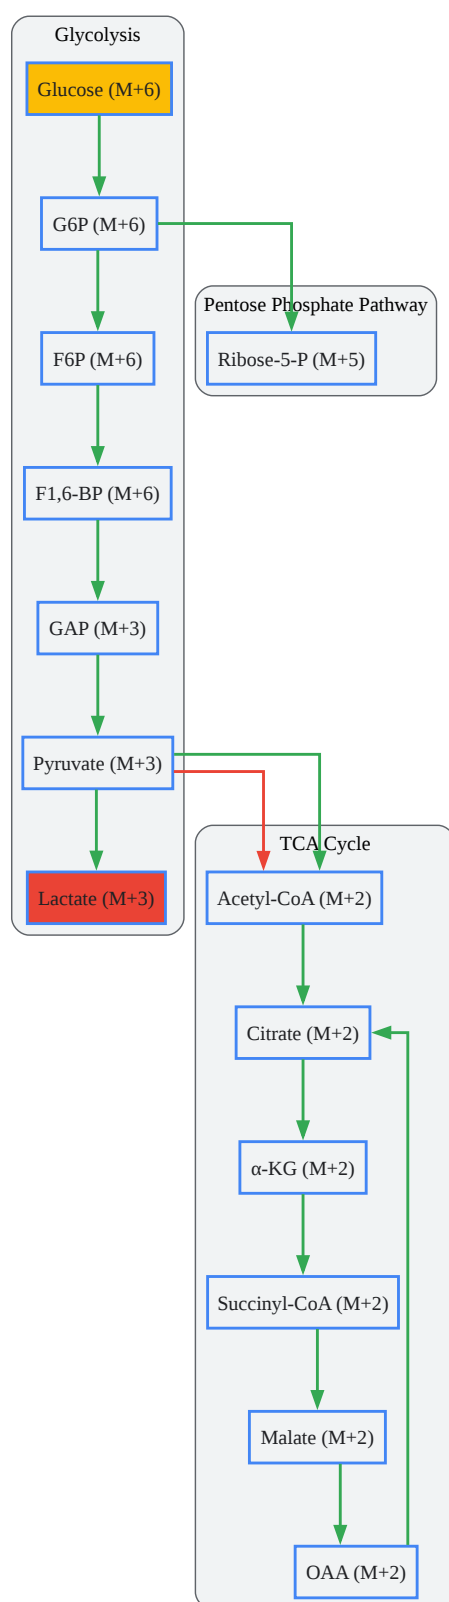 Glycolysis
Glucose (M+6)
G6P (M+6)
Pentose Phosphate Pathway
F6P (M+6)
Ribose-5-P (M+5)
F1,6-BP (M+6)
GAP (M+3)
Pyruvate (M+3)
TCA Cycle
Lactate (M+3)
Acetyl-CoA (M+2)
Citrate (M+2)
α-KG (M+2)
Succinyl-CoA (M+2)
Malate (M+2)
OAA (M+2)